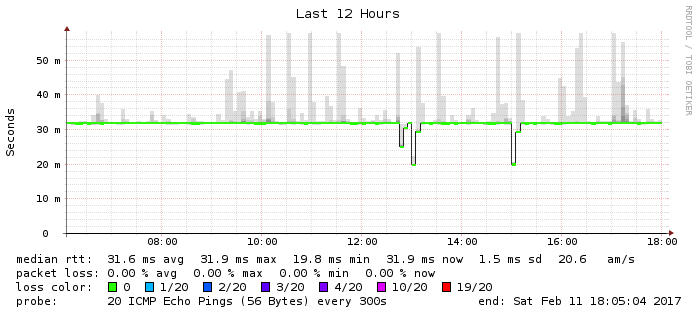 Last 12 Hours
RRDTOOL / TOBI OETIKER
Seconds
50 m
40 m
30 m
20 m
10 m
0
08:00 10:00 12:00 14:00 16:00 18:00
median rtt: 31.6 ms avg 31.9 ms max 19.8 ms min 31.9 ms now 1.5 ms sd 20.6 am/s
packet loss: 0.00 % avg 0.00 % max 0.00 % min 0.00 % now
loss color: 0 1/20 2/20 3/20 4/20 10/20 19/20
probe: 20 ICMP Echo Pings (56 Bytes) every 300s end: Sat Feb 11 18:05:04 2017